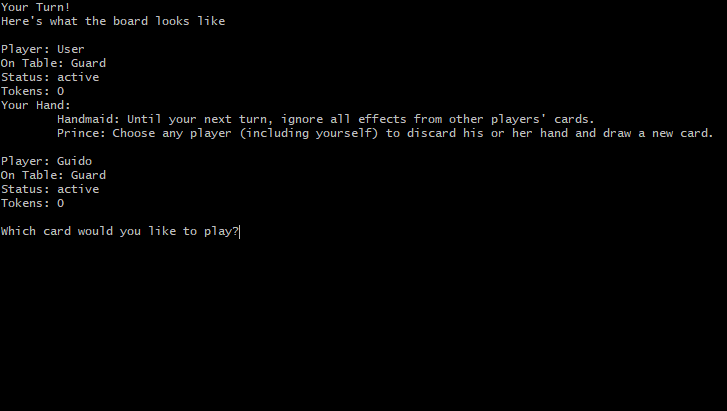 Your Turn!
Here's what the board looks like
Player: User
On Table: Guard
Status: active
Tokens: 0
Your Hand:
Handmaid: Until your next turn, ignore all effects from other players' cards.
Prince: Choose any player (including yourself) to discard his or her hand and draw a new card.
Player: Guido
On Table: Guard
Status: active
Tokens: 0
Which card would you like to play?